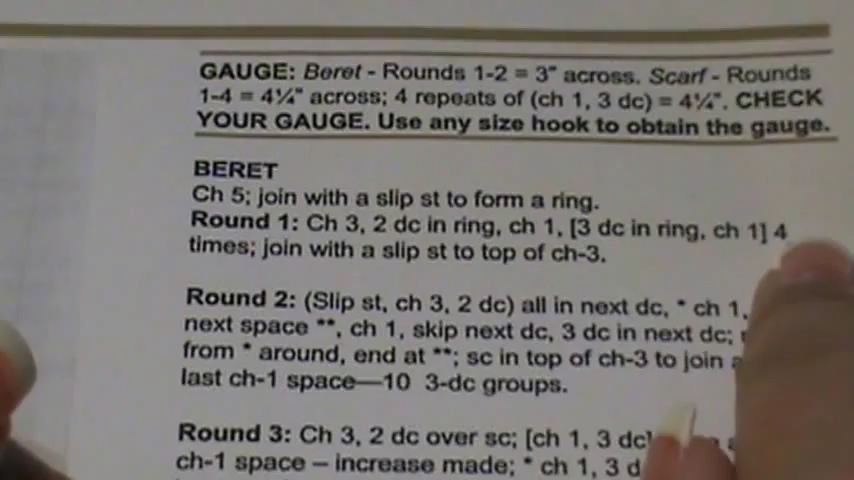 GAUGE: Beret - Rounds 1-2 = 3" across. Scarf - Rounds
1-4 = 4¼" across; 4 repeats of (ch 1, 3 dc) = 4¼". CHECK
YOUR GAUGE. Use any size hook to obtain the gauge.
BERET
Ch 5; join with a slip st to form a ring.
Round 1: Ch 3, 2 dc in ring, ch 1, [3 dc in ring, ch 1] 4
times; join with a slip st to top of ch-3.
Round 2: (Slip st, ch 3, 2 dc) all in next dc, * ch 1,
next space **, ch 1, skip next dc, 3 dc in next dc;
from * around, end at **; sc in top of ch-3 to join
last ch-1 space—10 3-dc groups.
Round 3: Ch 3, 2 dc over sc; [ch 1, 3 dc]
ch-1 space – increase made; * ch 1, 3